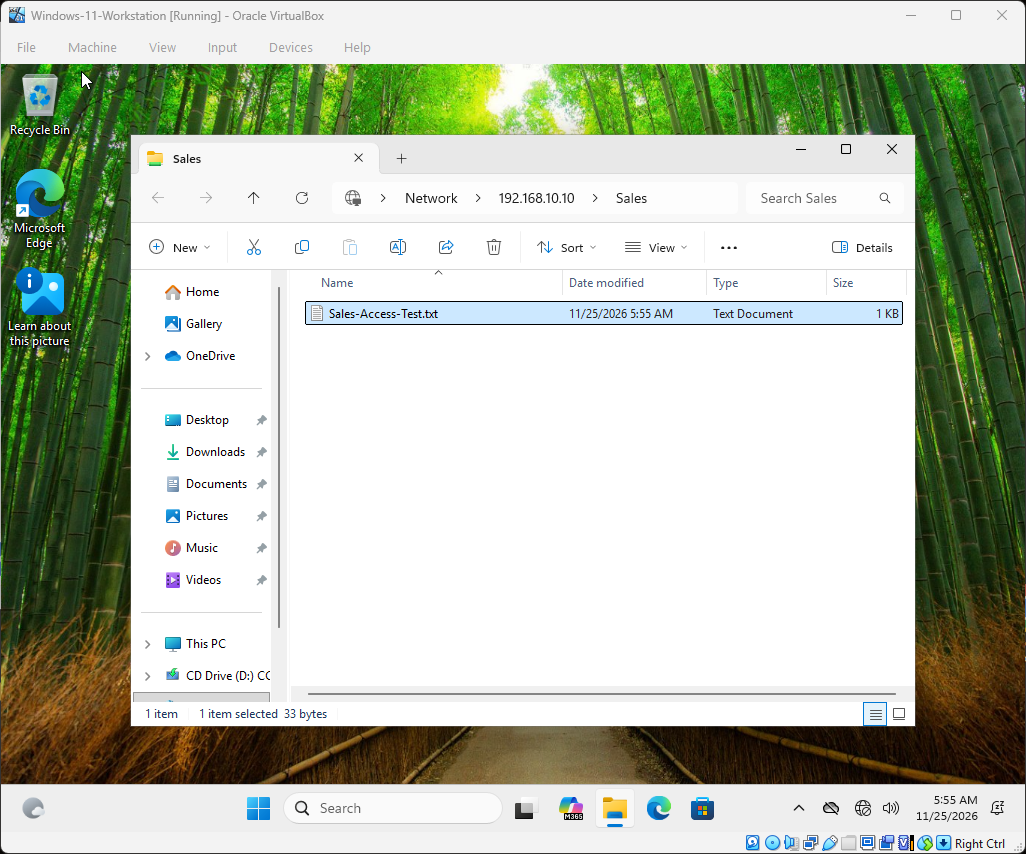 Windows-11-Workstation [Running] - Oracle VirtualBox
File Machine View Input Devices Help
Recycle Bin
Microsoft
Edge
Learn about
this picture
Sales
Network 192.168.10.10 Sales
Search Sales
New Sort View Details
Name Date modified Type Size
Sales-Access-Test.txt 11/25/2026 5:55 AM Text Document 1 KB
Home
Gallery
OneDrive
Desktop
Downloads
Documents
Pictures
Music
Videos
This PC
CD Drive (D:) CC
1 item 1 item selected 33 bytes
Search
M365
5:55 AM
11/25/2026
Right Ctrl